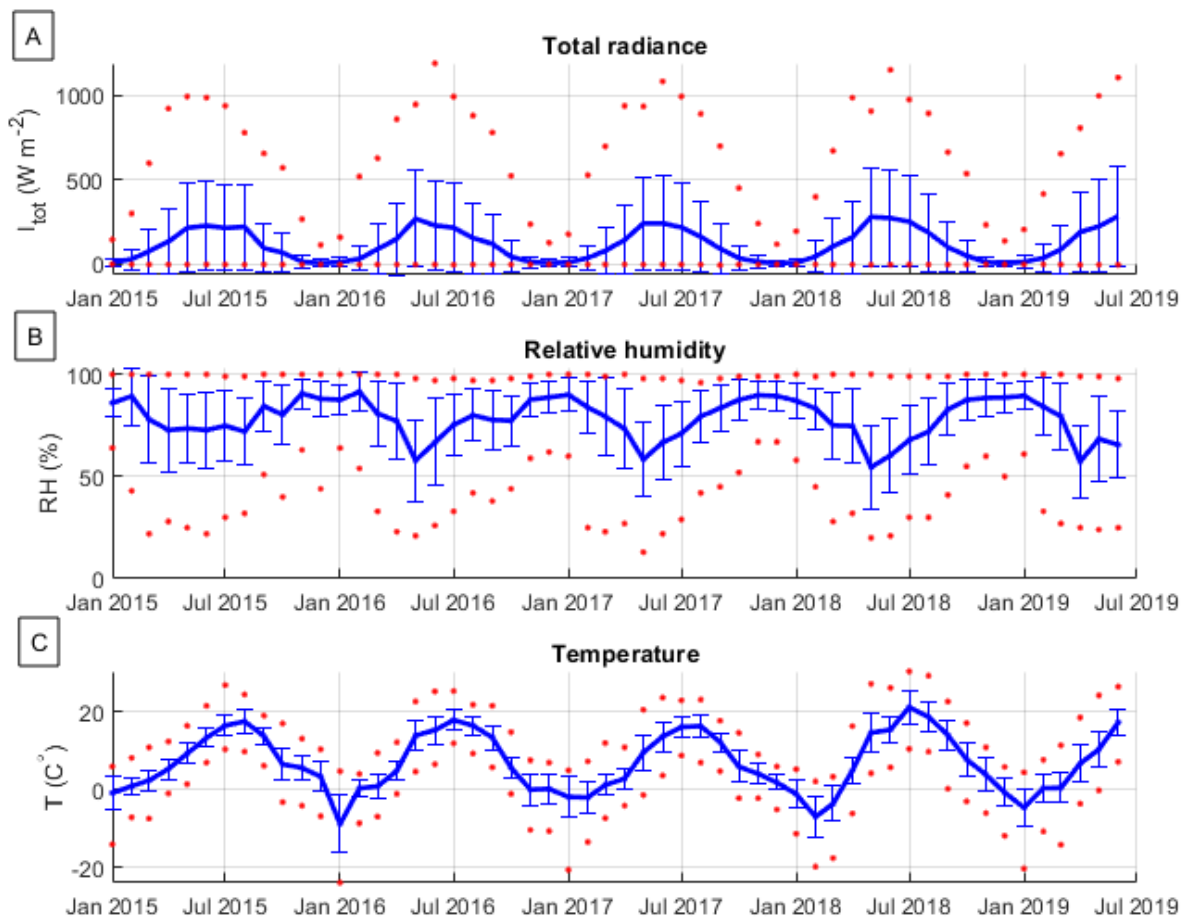 A
Total radiance
1000
500
0
I_tot (W m^-2)
Jan 2015 Jul 2015 Jan 2016 Jul 2016 Jan 2017 Jul 2017 Jan 2018 Jul 2018 Jan 2019 Jul 2019
B
Relative humidity
100
50
0
RH (%)
Jan 2015 Jul 2015 Jan 2016 Jul 2016 Jan 2017 Jul 2017 Jan 2018 Jul 2018 Jan 2019 Jul 2019
C
Temperature
20
0
-20
T (C°)
Jan 2015 Jul 2015 Jan 2016 Jul 2016 Jan 2017 Jul 2017 Jan 2018 Jul 2018 Jan 2019 Jul 2019